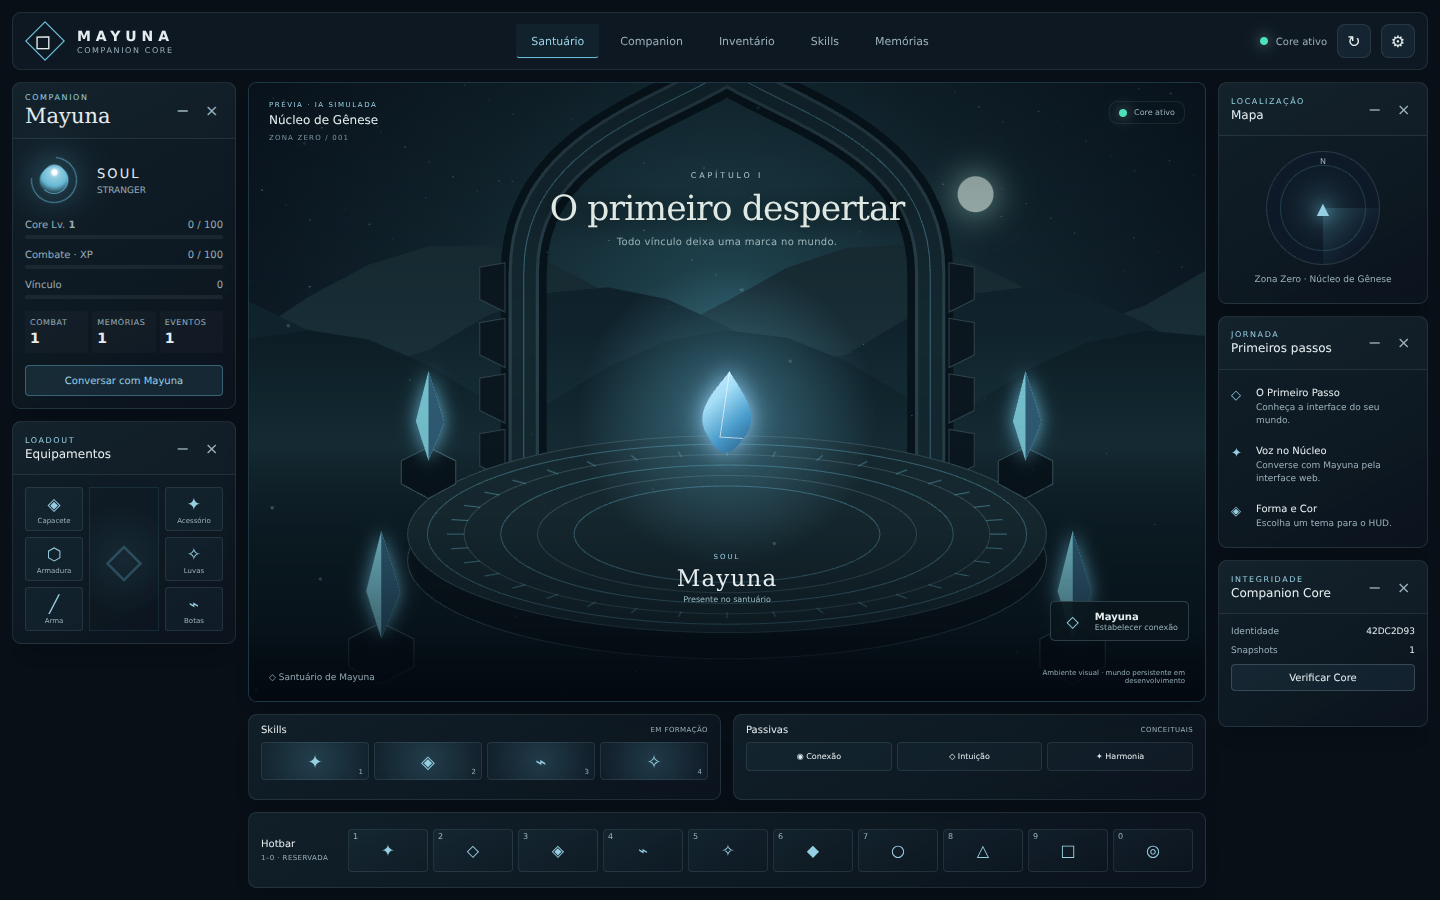 MAYUNA
COMPANION CORE
Santuário
Companion
Inventário
Skills
Memórias
Core ativo
COMPANION
Mayuna
SOUL
STRANGER
Core Lv. 1
0 / 100
Combate · XP
0 / 100
Vínculo
0
COMBAT
1
MEMÓRIAS
1
EVENTOS
1
Conversar com Mayuna
LOADOUT
Equipamentos
Capacete
Acessório
Armadura
Luvas
Arma
Botas
PRÉVIA · IA SIMULADA
Núcleo de Gênese
ZONA ZERO / 001
Core ativo
CAPÍTULO I
O primeiro despertar
Todo vínculo deixa uma marca no mundo.
SOUL
Mayuna
Presente no santuário
Mayuna
Estabelecer conexão
◇ Santuário de Mayuna
Ambiente visual · mundo persistente em
desenvolvimento
Skills
EM FORMAÇÃO
1
2
3
4
Passivas
CONCEITUAIS
◉ Conexão
◇ Intuição
✦ Harmonia
Hotbar
1–0 · RESERVADA
1
2
3
4
5
6
7
8
9
0
LOCALIZAÇÃO
Mapa
N
Zona Zero · Núcleo de Gênese
JORNADA
Primeiros passos
O Primeiro Passo
Conheça a interface do seu
mundo.
Voz no Núcleo
Converse com Mayuna pela
interface web.
Forma e Cor
Escolha um tema para o HUD.
INTEGRIDADE
Companion Core
Identidade
42DC2D93
Snapshots
1
Verificar Core